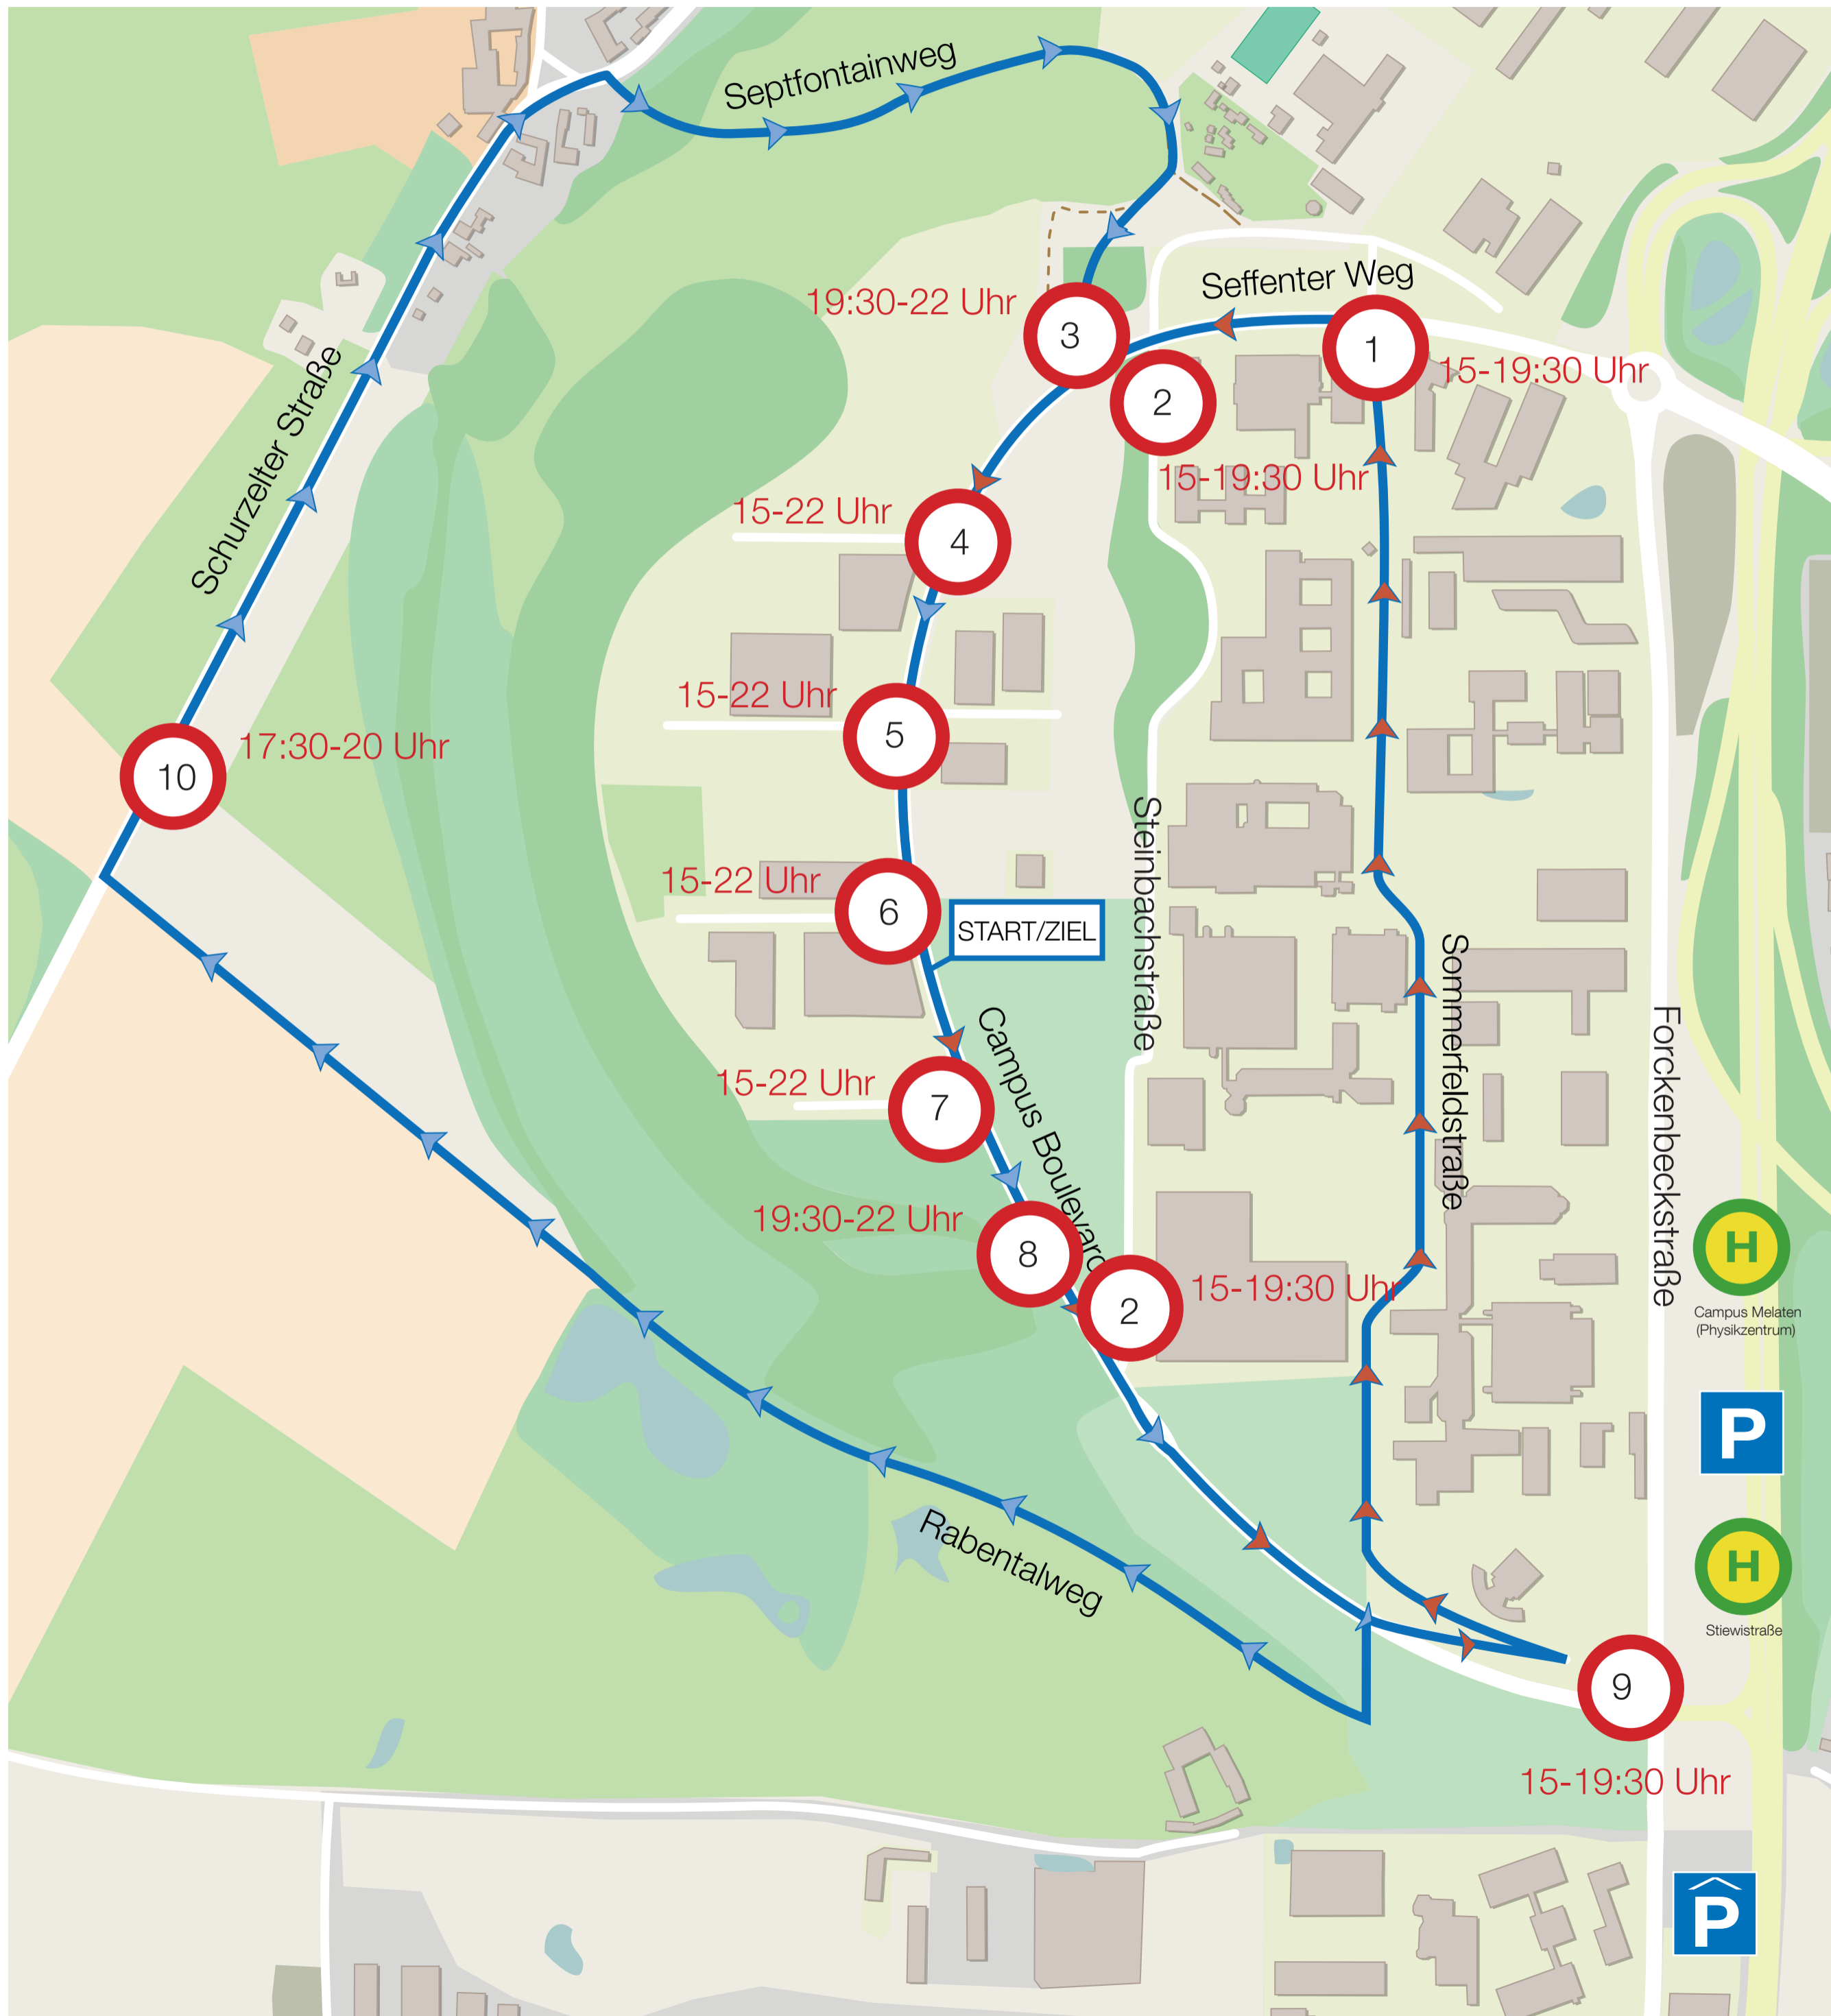 Septfontainweg
Seffenter Weg
19:30-22 Uhr
3
1
15-19:30 Uhr
2
15-19:30 Uhr
Schurzelter Straße
15-22 Uhr
4
15-22 Uhr
5
10
17:30-20 Uhr
Steinbachstraße
15-22 Uhr
6
START/ZIEL
Sommerfeldstraße
Forckenbeckstraße
Campus Boulevard
15-22 Uhr
7
19:30-22 Uhr
8
2
15-19:30 Uhr
H
Campus Melaten
(Physikzentrum)
P
Rabentalweg
H
Stiewistraße
9
15-19:30 Uhr
P